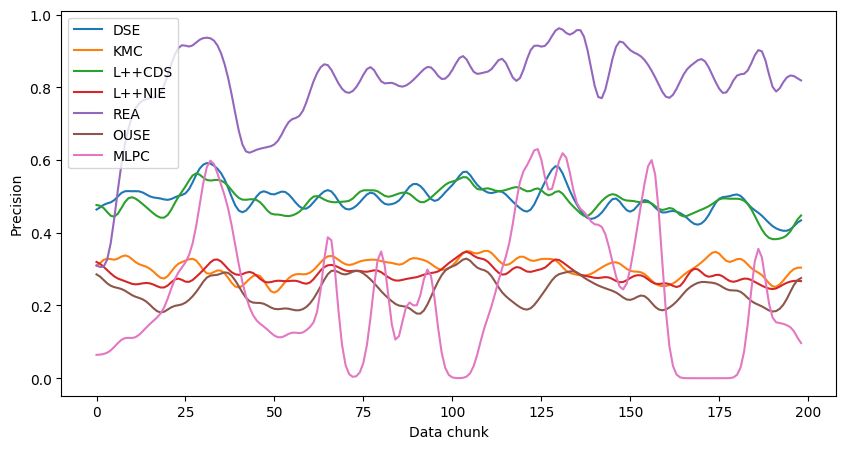 DSE
KMC
L++CDS
L++NIE
REA
OUSE
MLPC
1.0
0.8
0.6
0.4
0.2
0.0
Precision
0 25 50 75 100 125 150 175 200
Data chunk